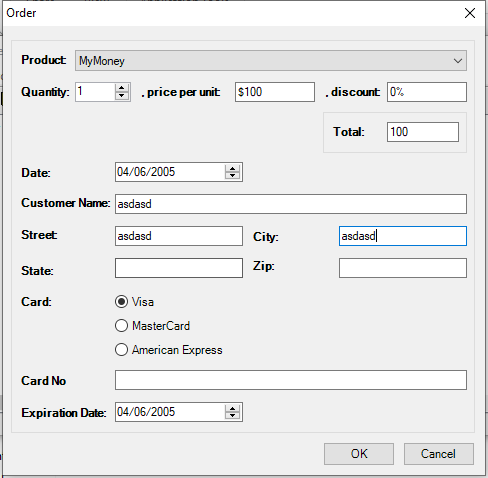 Order
Product: MyMoney
Quantity: 1 , price per unit: $100 , discount: 0%
Total: 100
Date: 04/06/2005
Customer Name: asdasd
Street: asdasd City: asdasd
State: Zip:
Card: Visa
MasterCard
American Express
Card No
Expiration Date: 04/06/2005
OK Cancel